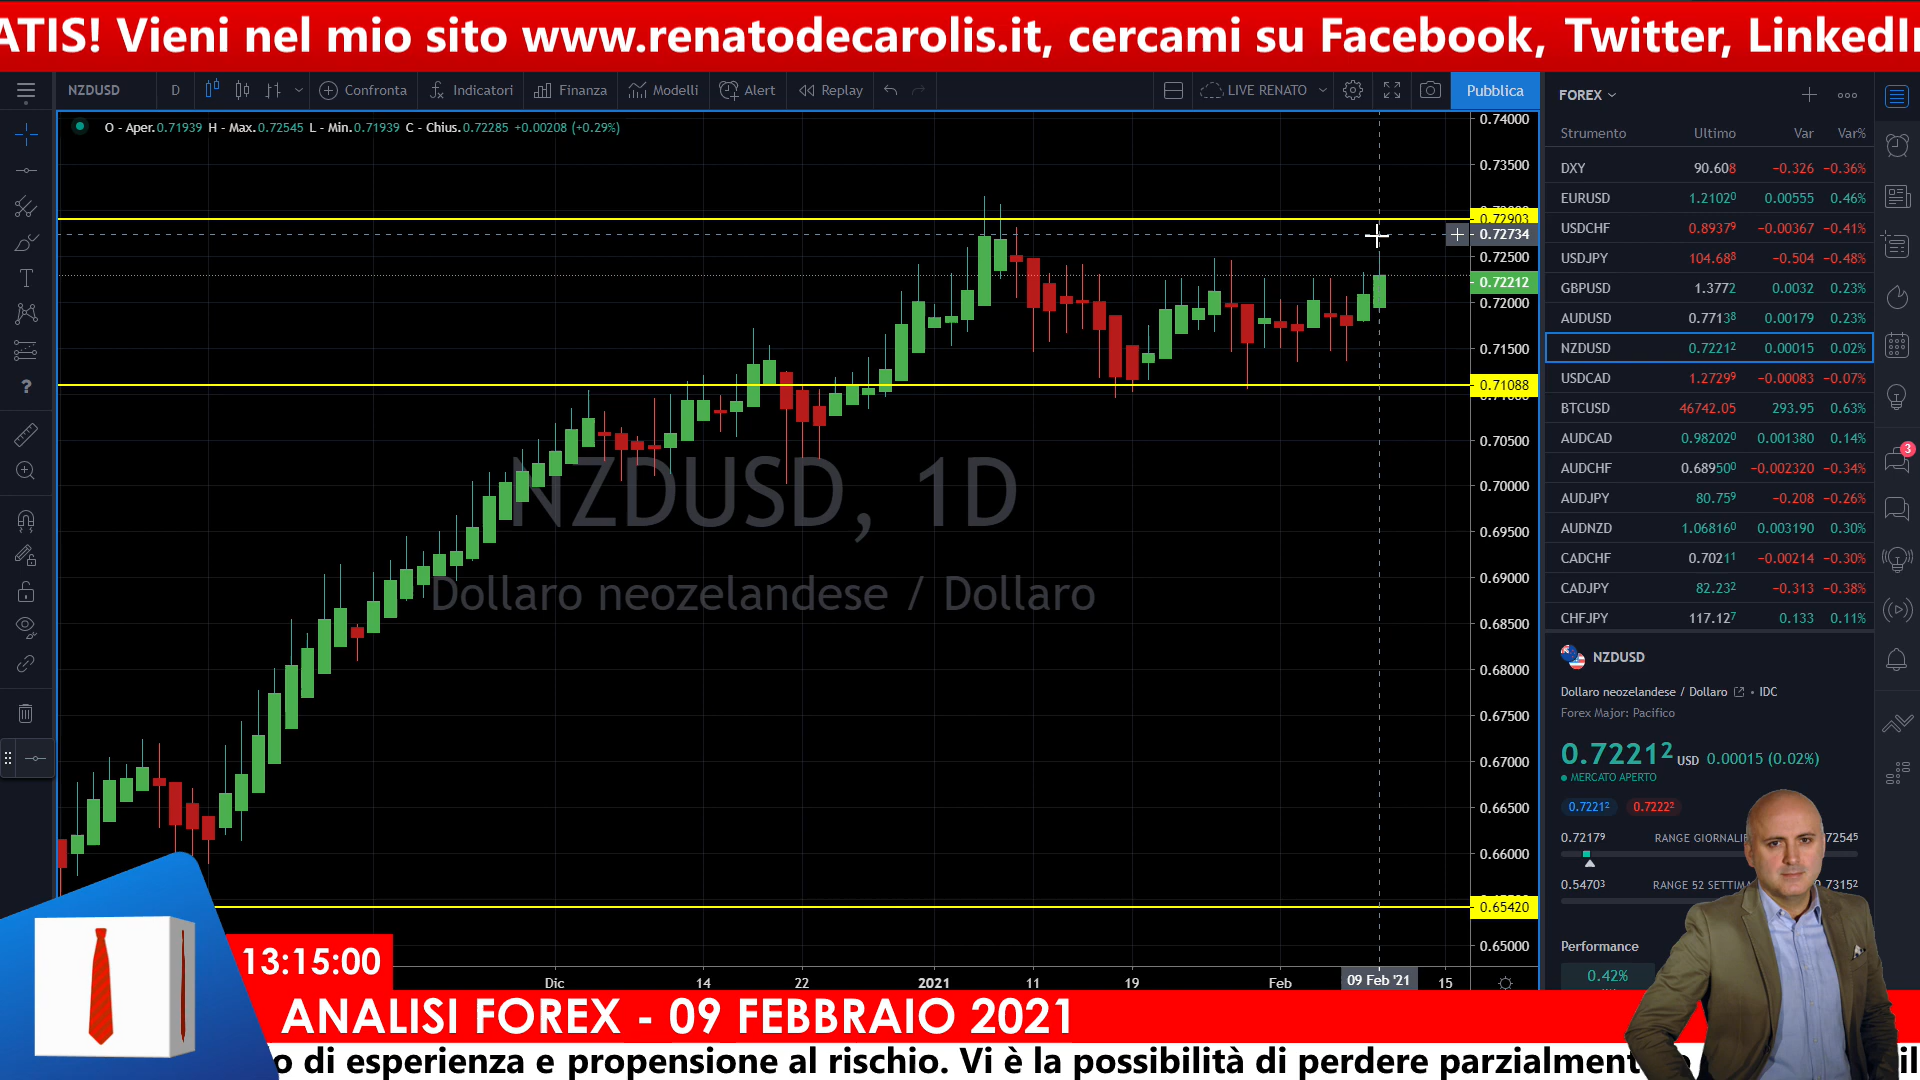 ATIS! Vieni nel mio sito www.renatodecarolis.it, cercami su Facebook, Twitter, LinkedIn
NZDUSD D Confronta Indicatori Finanza Modelli Alert Replay LIVE RENATO Pubblica
O - Aper.0.71939 H - Max.0.72545 L - Min.0.71939 C - Chius.0.72285 +0.00208 (+0.29%)
NZDUSD, 1D
Dollaro neozelandese / Dollaro
0.74000
0.73500
0.72903
0.72734
0.72500
0.72212
0.72000
0.71500
0.71088
0.70500
0.70000
0.69500
0.69000
0.68500
0.68000
0.67500
0.67000
0.66500
0.66000
0.65420
0.65000
Dic 14 22 2021 11 19 Feb 09 Feb '21 15
FOREX
Strumento Ultimo Var Var%
DXY 90.608 −0.326 −0.36%
EURUSD 1.21020 0.00555 0.46%
USDCHF 0.89379 −0.00367 −0.41%
USDJPY 104.688 −0.504 −0.48%
GBPUSD 1.3772 0.0032 0.23%
AUDUSD 0.77138 0.00179 0.23%
NZDUSD 0.72212 0.00015 0.02%
USDCAD 1.27299 −0.00083 −0.07%
BTCUSD 46742.05 293.95 0.63%
AUDCAD 0.982020 0.001380 0.14%
AUDCHF 0.689500 −0.002320 −0.34%
AUDJPY 80.759 −0.208 −0.26%
AUDNZD 1.068160 0.003190 0.30%
CADCHF 0.70211 −0.00214 −0.30%
CADJPY 82.232 −0.313 −0.38%
CHFJPY 117.127 0.133 0.11%
3
NZDUSD
Dollaro neozelandese / Dollaro • IDC
Forex Major: Pacifico
0.72212 USD 0.00015 (0.02%)
MERCATO APERTO
0.72212 0.72222
0.72179 RANGE GIORNALIE 72545
0.54703 RANGE 52 SETTIMA 0.73152
Performance
0.42%
13:15:00
ANALISI FOREX - 09 FEBBRAIO 2021
o di esperienza e propensione al rischio. Vi è la possibilità di perdere parzialment il